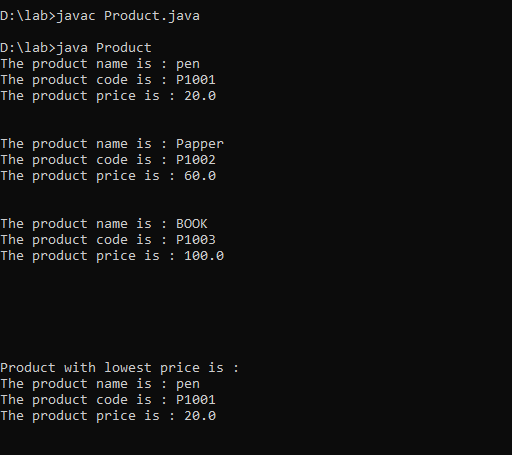 D:\lab>javac Product.java
D:\lab>java Product
The product name is : pen
The product code is : P1001
The product price is : 20.0
The product name is : Papper
The product code is : P1002
The product price is : 60.0
The product name is : BOOK
The product code is : P1003
The product price is : 100.0
Product with lowest price is :
The product name is : pen
The product code is : P1001
The product price is : 20.0